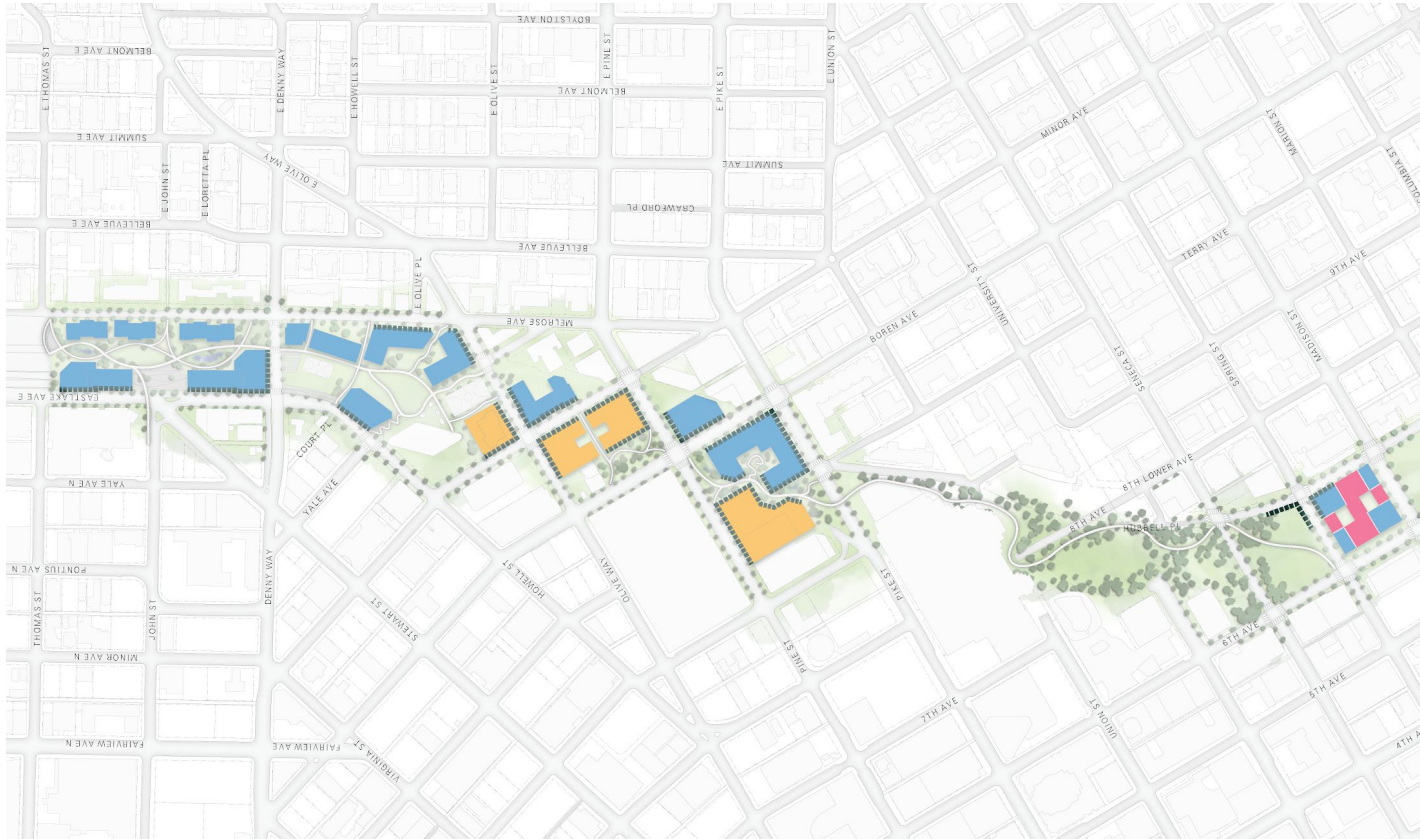 BOYLSTON AVE
BELMONT AVE E
E THOMAS ST
E DENNY WAY
E HOWELL ST
E OLIVE ST
E PINE ST
E PIKE ST
E UNION ST
BELMONT AVE
MINOR AVE
MARION ST
SUMMIT AVE E
SUMMIT AVE
E OLIVE WAY
E JOHN ST
E LORETTA PL
COLUMBIA ST
CRAWFORD PL
BELLEVUE AVE E
BELLEVUE AVE
TERRY AVE
9TH AVE
E OLIVE PL
UNIVERSITY ST
MELROSE AVE
BOREN AVE
MADISON ST
SENECA ST
SPRING ST
EASTLAKE AVE E
COURT PL
YALE AVE N
YALE AVE
8TH LOWER AVE
8TH AVE
HUBBELL PL
PONTIUS AVE N
DENNY WAY
HOWELL ST
OLIVE WAY
PIKE ST
THOMAS ST
JOHN ST
STEWART ST
6TH AVE
MINOR AVE N
PINE ST
5TH AVE
7TH AVE
UNION ST
FAIRVIEW AVE N
FAIRVIEW AVE
VIRGINIA ST
4TH A